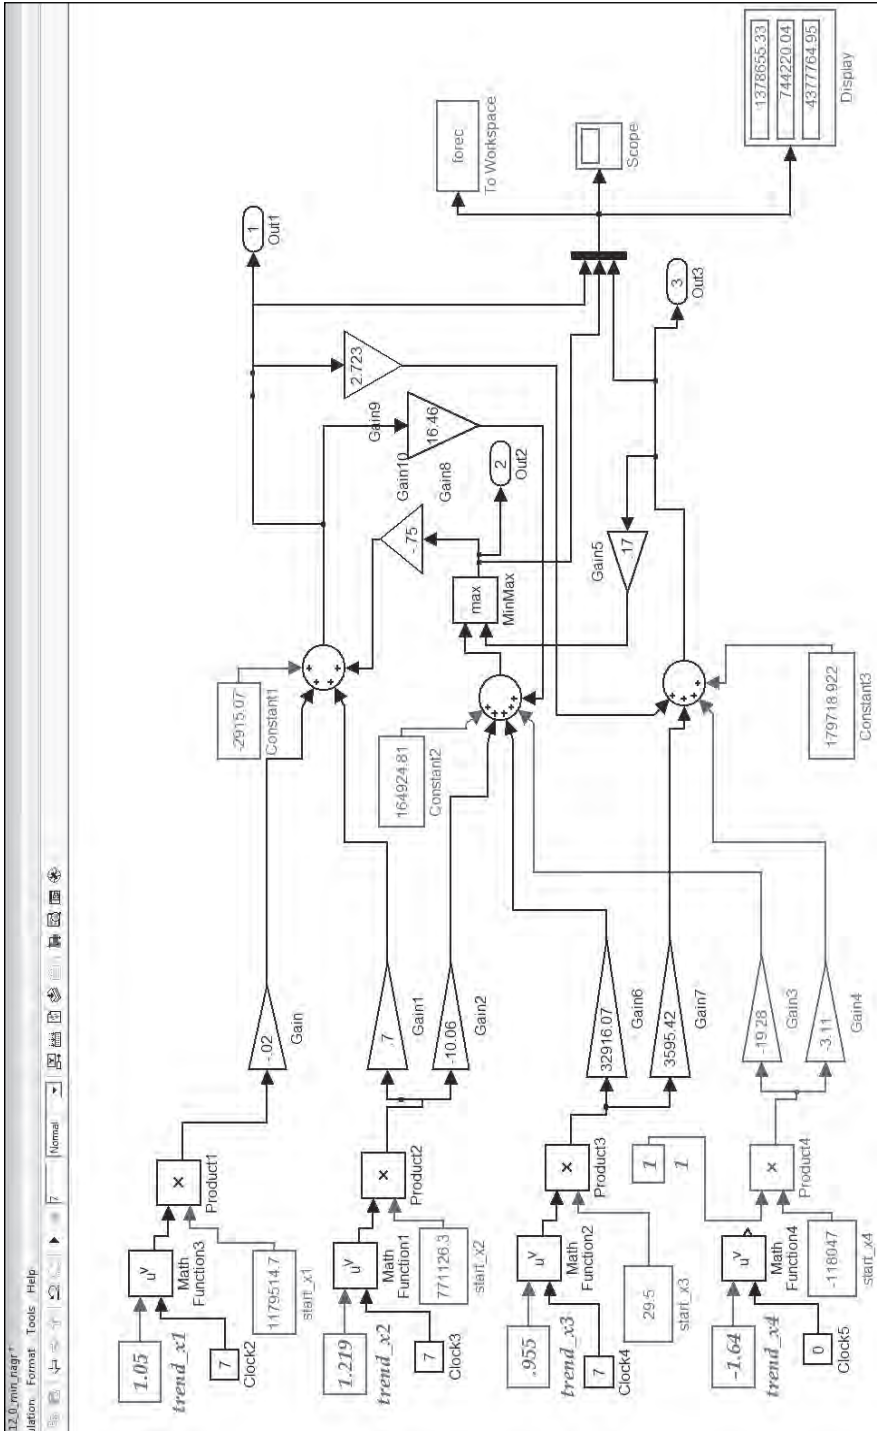 12_0_min_nagr *
ulation Format Tools Help
7
Normal
1.05
trend_x1
7
Clock2
u^v
Math
Function3
1179514.7
start_x1
×
Product1
-.02
Gain
-2915.07
Constant1
1
Out1
1.219
trend_x2
7
Clock3
u^v
Math
Function1
771126.3
start_x2
×
Product2
.7
Gain1
-10.06
Gain2
164924.81
Constant2
max
MinMax
-.75
Gain8
Gain10
16.46
Gain9
2.723
2
Out2
forec
To Workspace
Scope
1378655.33
744220.04
4377764.95
Display
.955
trend_x3
7
Clock4
u^v
Math
Function2
29.5
start_x3
×
Product3
32916.07
Gain6
3595.42
Gain7
.17
Gain5
3
Out3
-1.64
trend_x4
0
Clock5
u^v
Math
Function4
1
1
-118047
start_x4
×
Product4
-19.28
Gain3
-3.11
Gain4
179718.922
Constant3